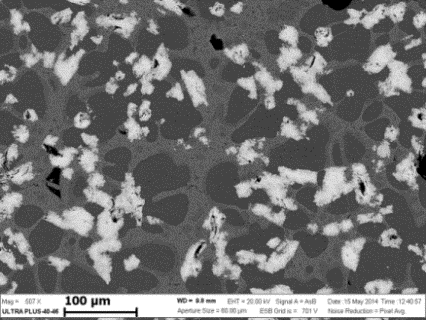 Mag = 507 X 100 µm WD = 9.8 mm EHT = 20.00 kV Signal A = AsB Date :15 May 2014 Time :12:40:57
ULTRA PLUS-40-46 Aperture Size = 60.00 µm ESB Grid is = 701 V Noise Reduction = Pixel Avg.